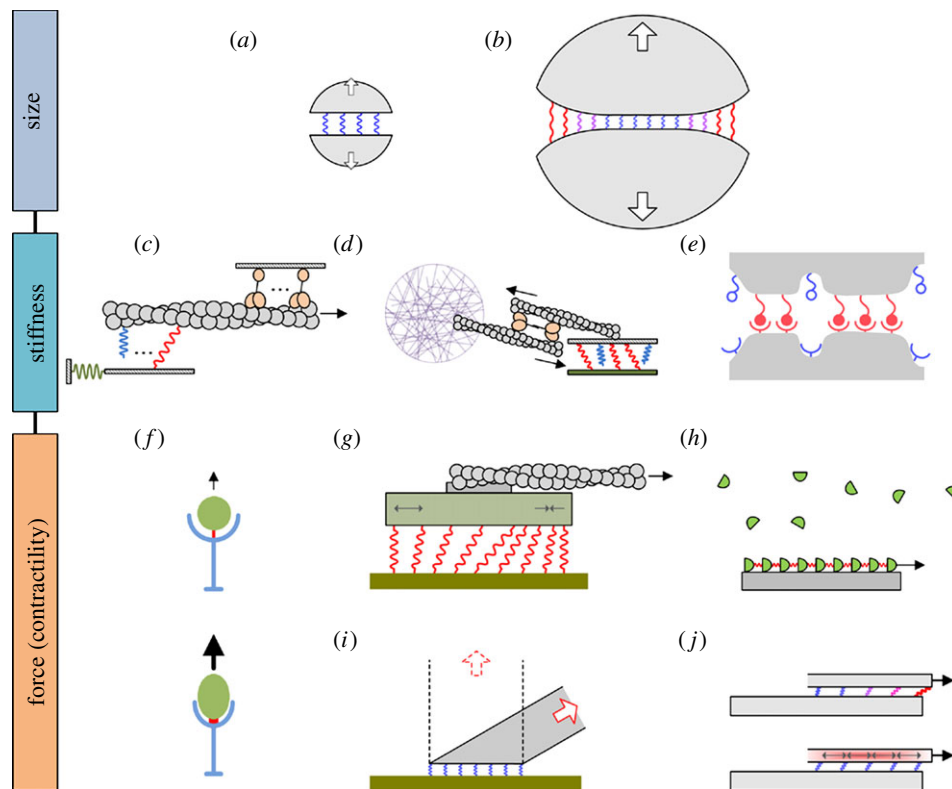 (a)
(b)
size
(c)
(d)
(e)
...
...
stiffness
(f)
(g)
(h)
force (contractility)
(i)
(j)